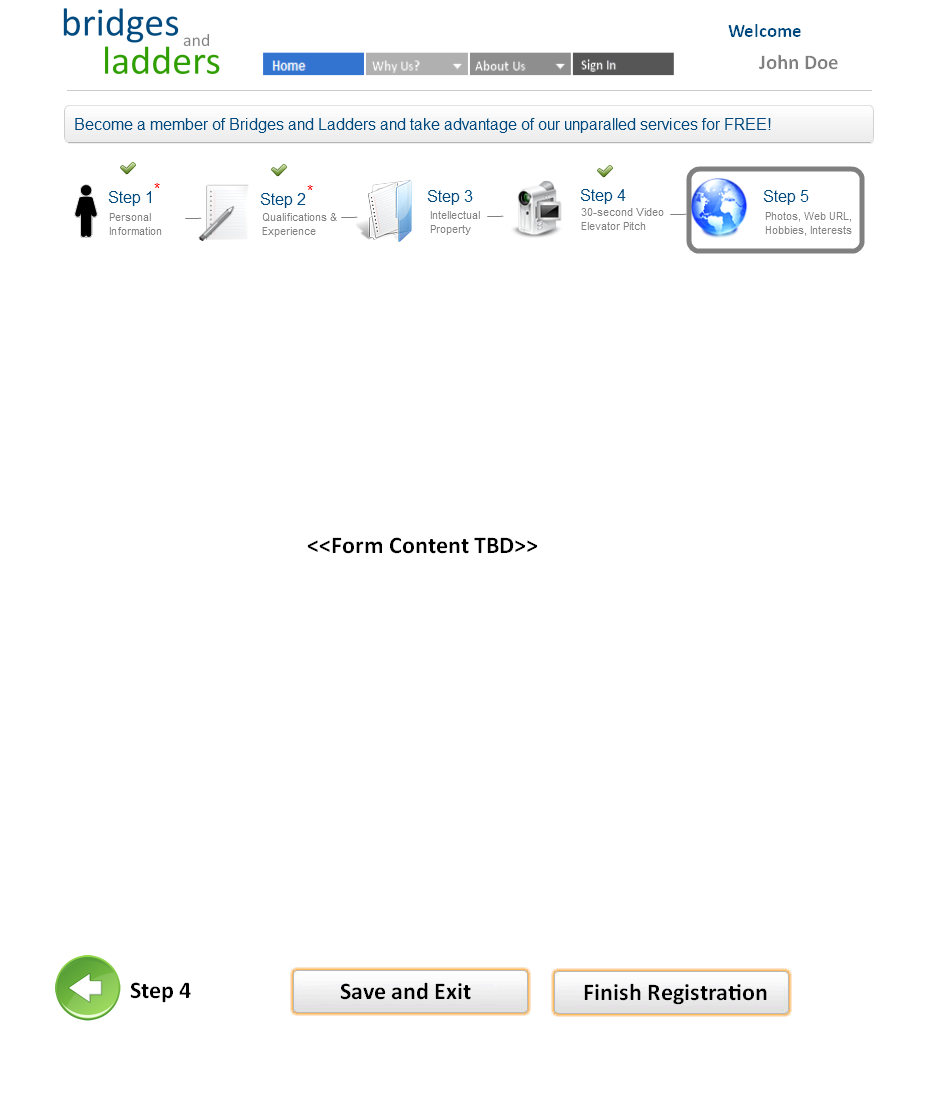 bridges
and
ladders
Welcome
John Doe
Home
Why Us?
About Us
Sign In
Become a member of Bridges and Ladders and take advantage of our unparalled services for FREE!
Step 1*
Personal
Information
Step 2*
Qualifications &
Experience
Step 3
Intellectual
Property
Step 4
30-second Video
Elevator Pitch
Step 5
Photos, Web URL,
Hobbies, Interests
<<Form Content TBD>>
Step 4
Save and Exit
Finish Registration